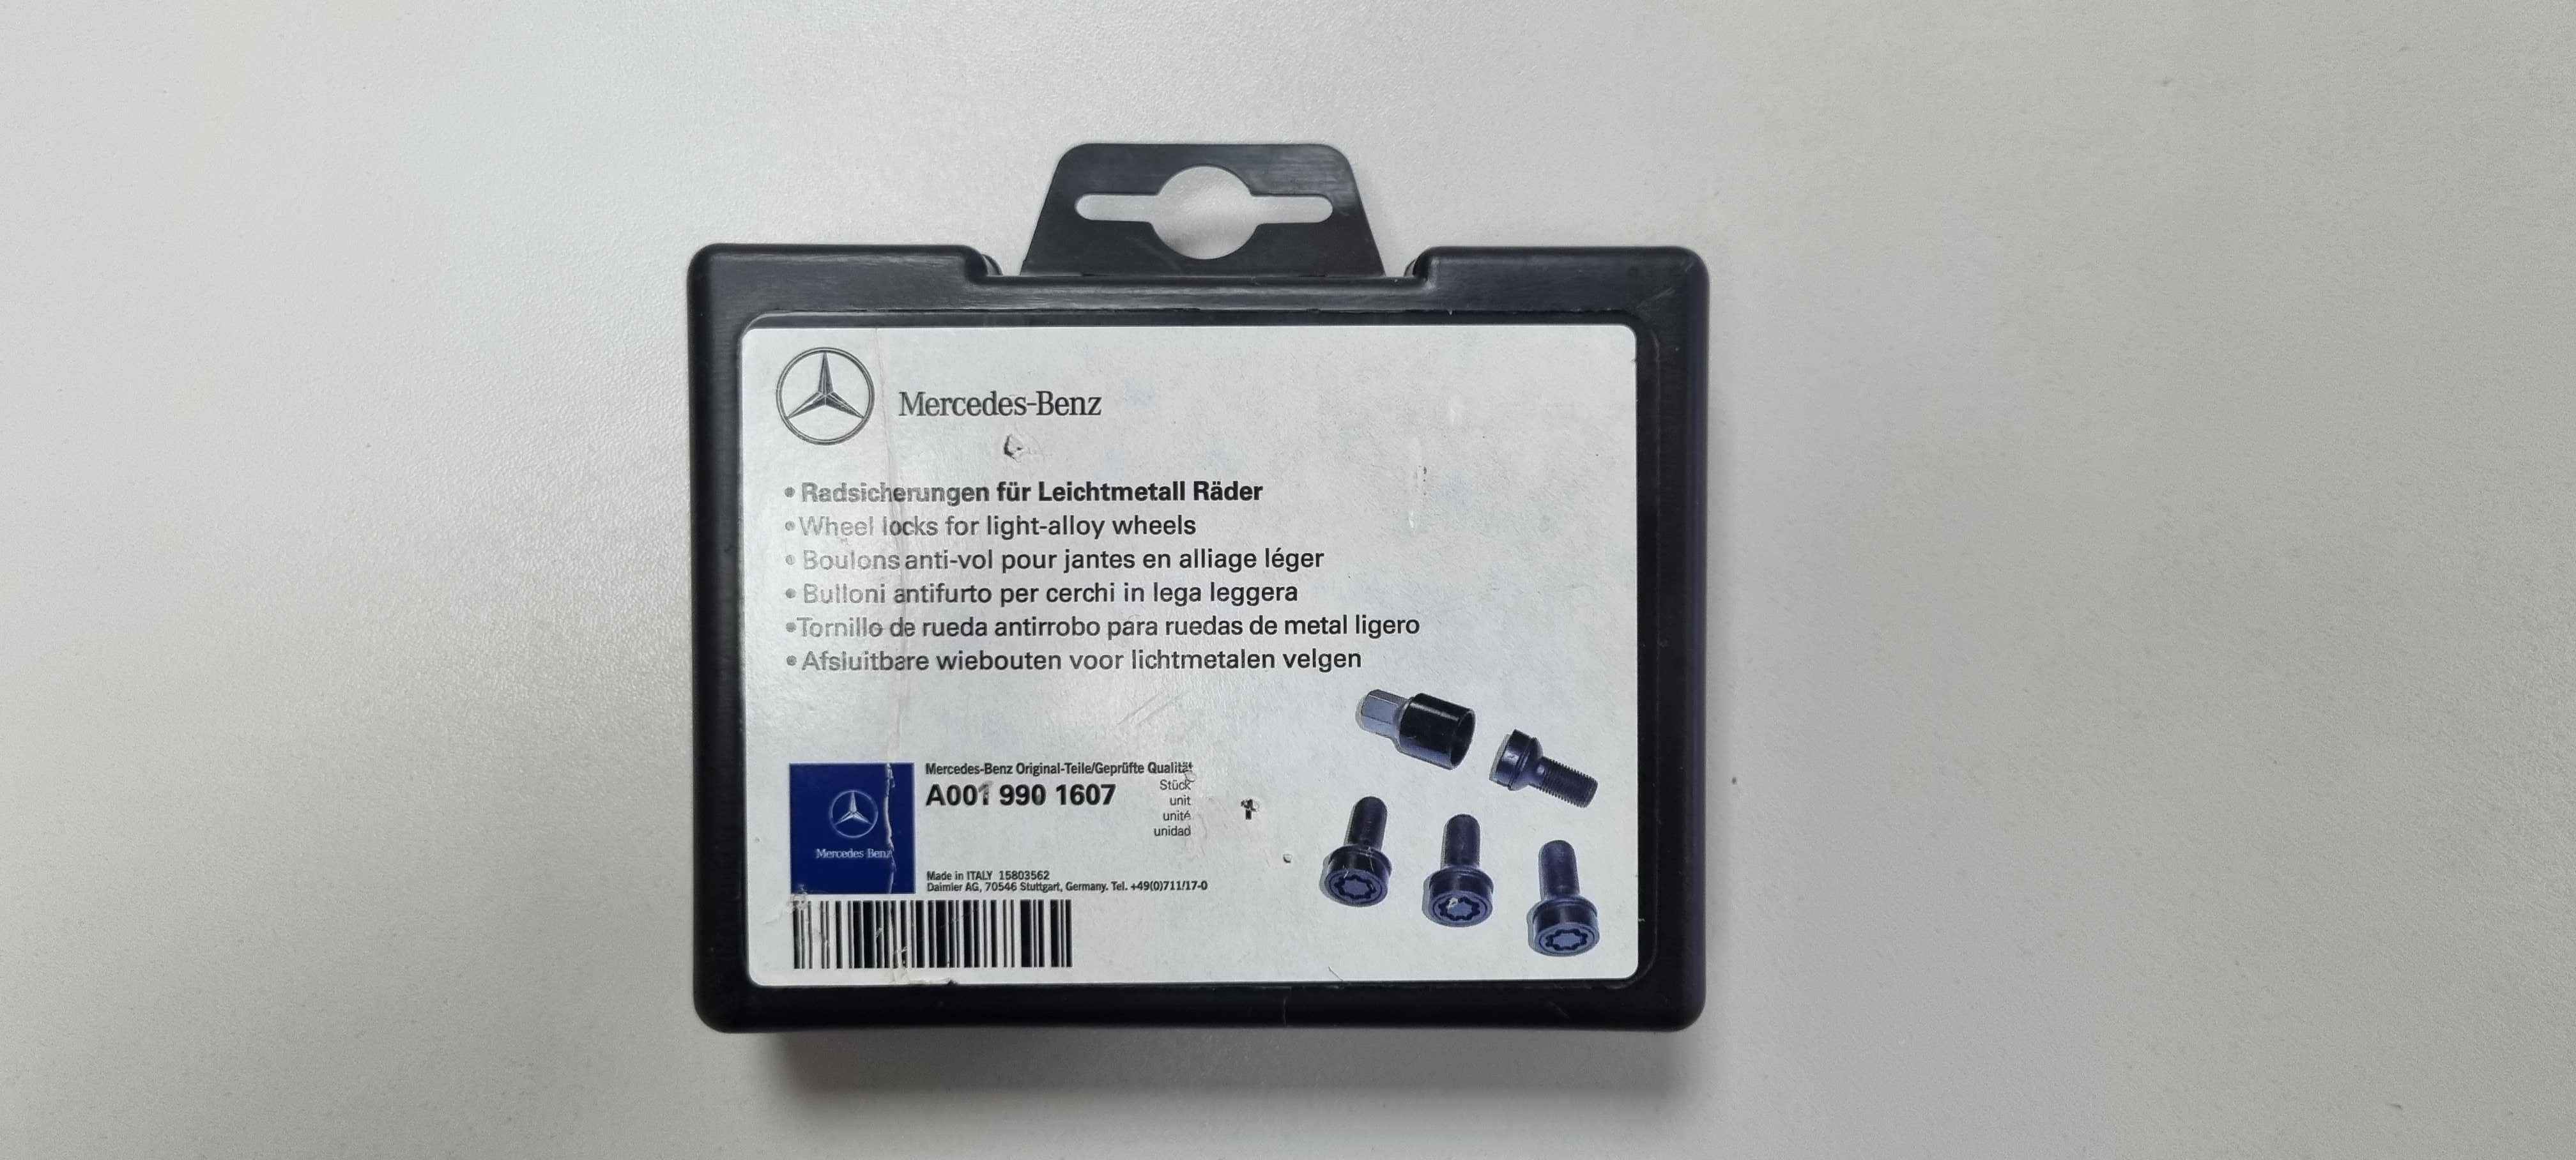 Mercedes-Benz
• Radsicherungen für Leichtmetall Räder
• Wheel locks for light-alloy wheels
• Boulons anti-vol pour jantes en alliage léger
• Bulloni antifurto per cerchi in lega leggera
• Tornillo de rueda antirrobo para ruedas de metal ligero
• Afsluitbare wiebouten voor lichtmetalen velgen
Mercedes-Benz Original-Teile/Geprüfte Qualität
A001 990 1607
Stück
unit
unité
unidad
1
Mercedes Benz
Made in ITALY 15803562
Daimler AG, 70546 Stuttgart, Germany. Tel. +49(0)711/17-0